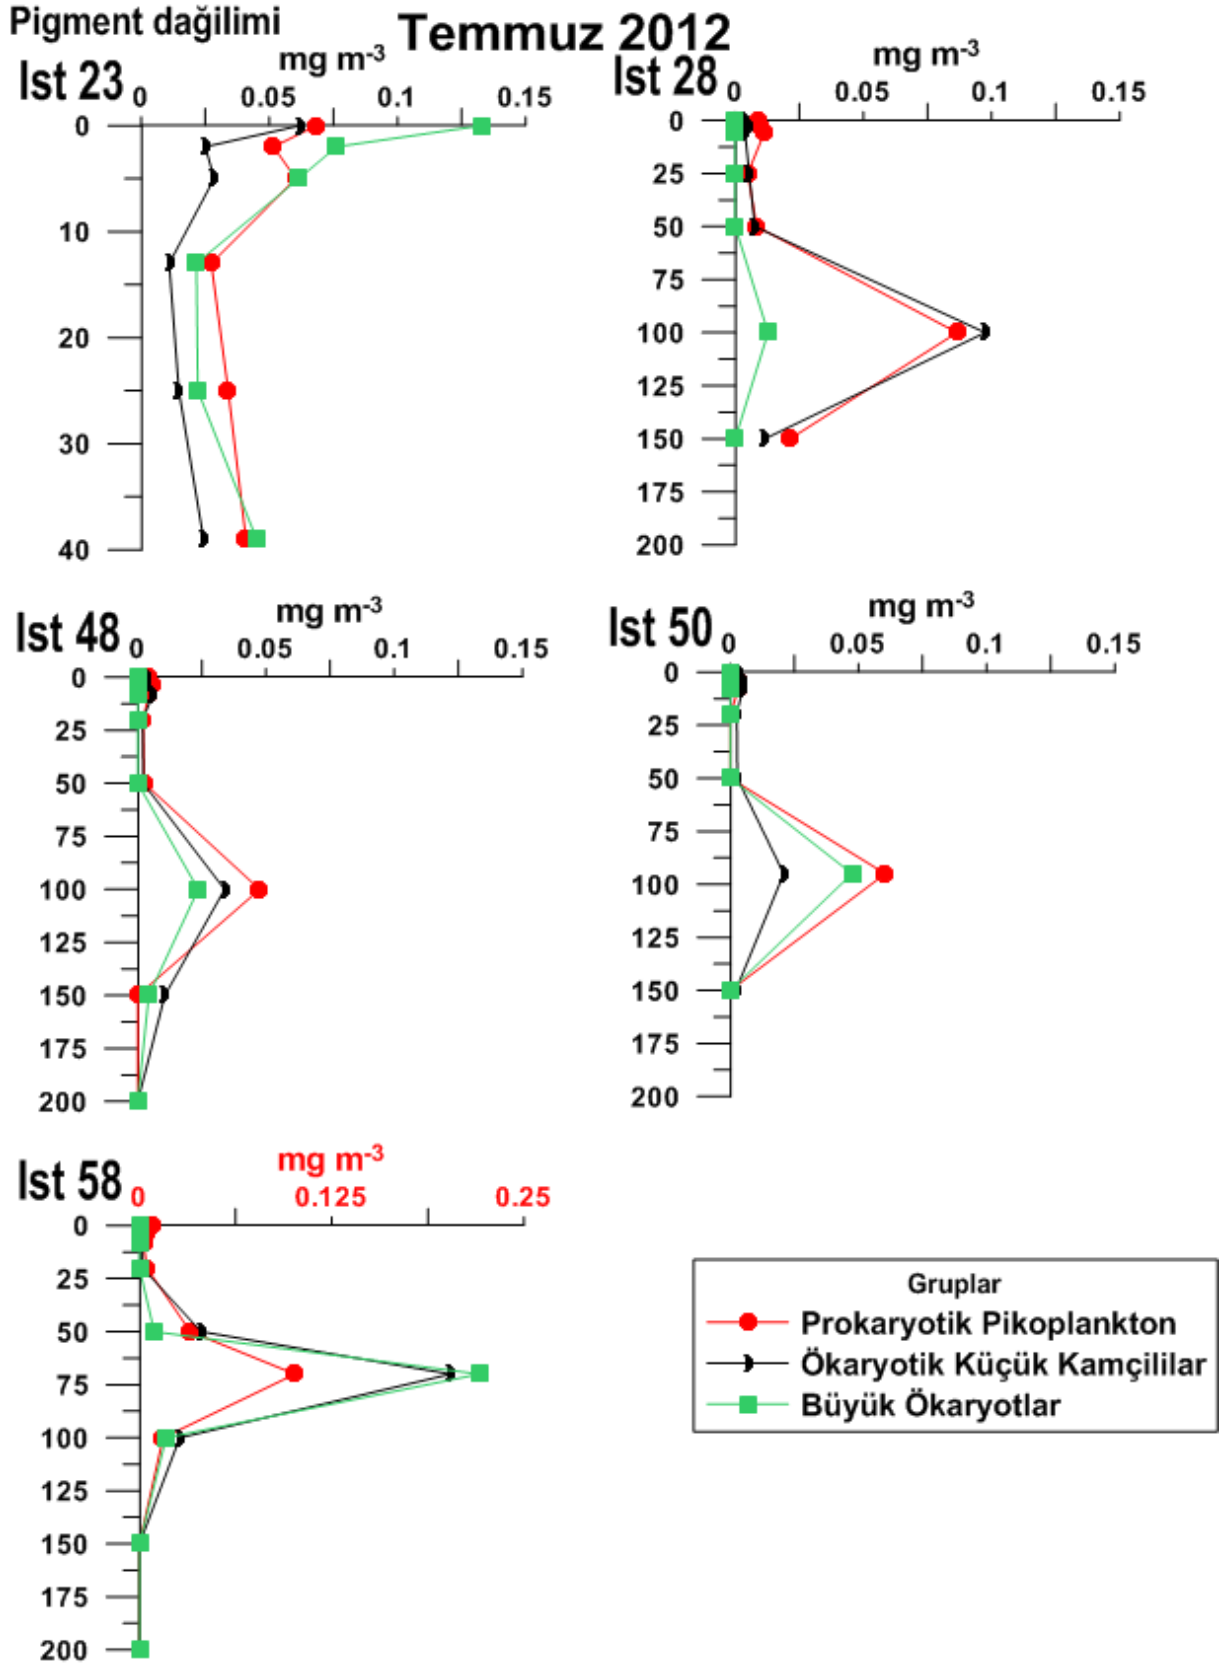 Pigment dağilimi
Temmuz 2012
mg m-3
Ist 23
0 0.05 0.1 0.15
0
10
20
30
40
mg m-3
Ist 28
0 0.05 0.1 0.15
0
25
50
75
100
125
150
175
200
mg m-3
Ist 48
0 0.05 0.1 0.15
0
25
50
75
100
125
150
175
200
mg m-3
Ist 50
0 0.05 0.1 0.15
0
25
50
75
100
125
150
175
200
mg m-3
Ist 58
0 0.125 0.25
0
25
50
75
100
125
150
175
200
Gruplar
Prokaryotik Pikoplankton
Ökaryotik Küçük Kamçililar
Büyük Ökaryotlar